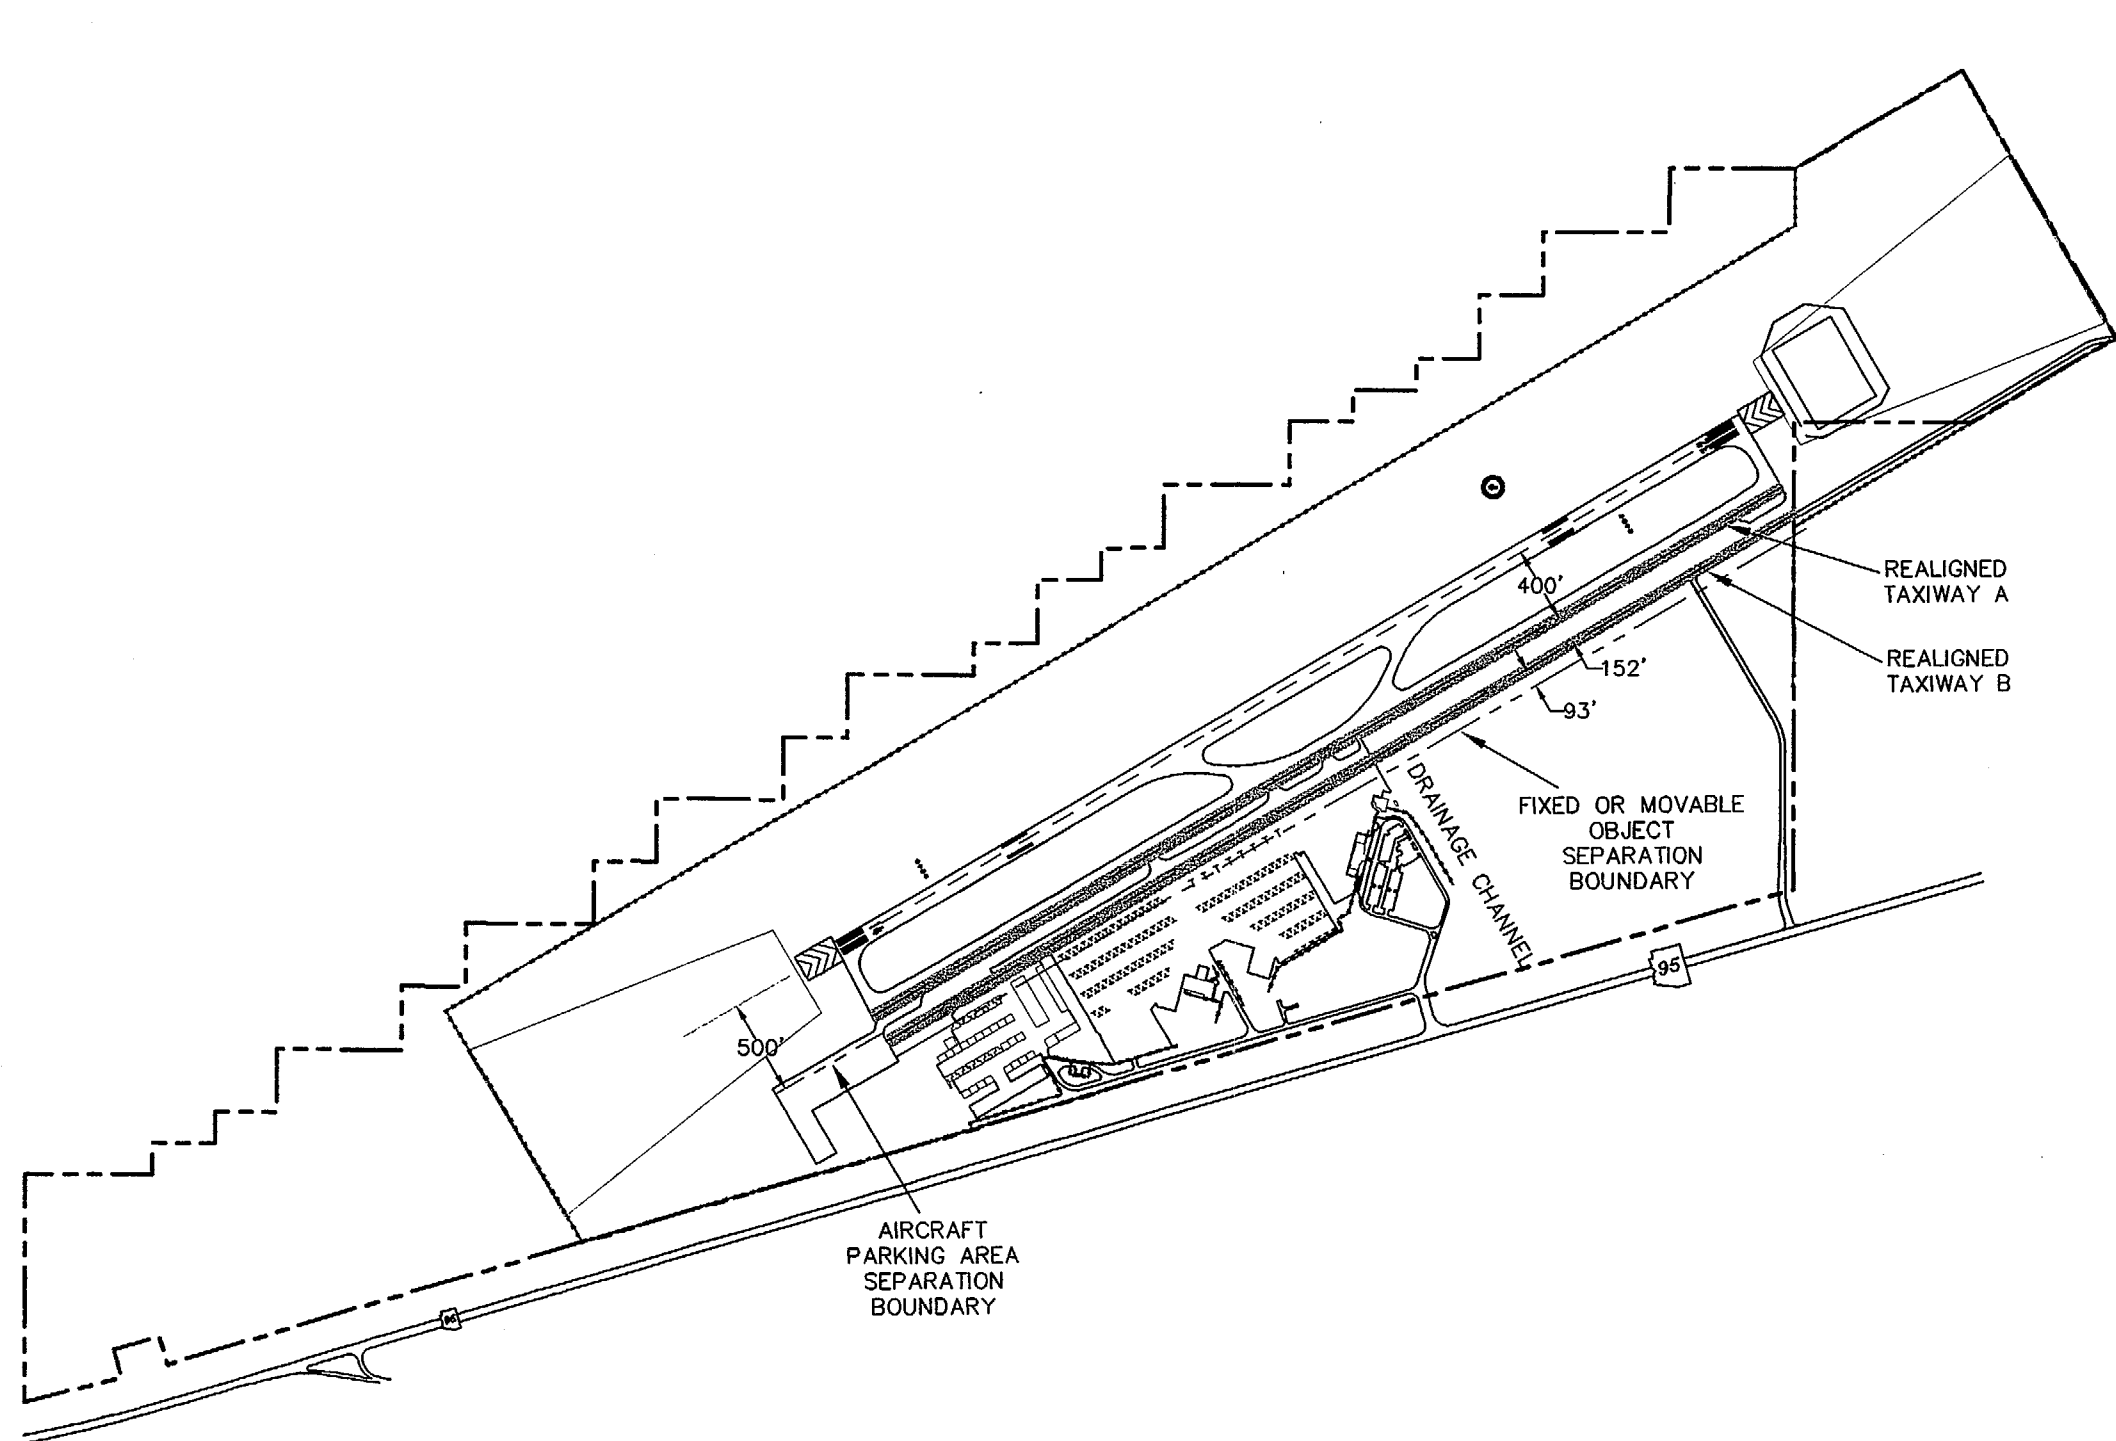 400'
REALIGNED
TAXIWAY A
152'
REALIGNED
TAXIWAY B
93'
DRAINAGE CHANNEL
FIXED OR MOVABLE
OBJECT
SEPARATION
BOUNDARY
95
500'
AIRCRAFT
PARKING AREA
SEPARATION
BOUNDARY